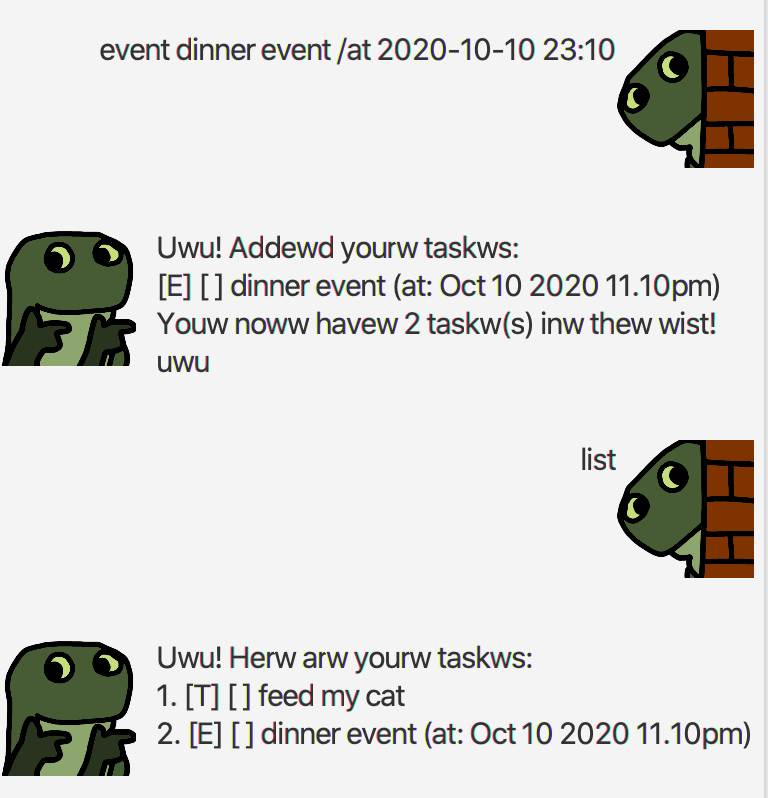 event dinner event /at 2020-10-10 23:10
Uwu! Addewd yourw taskws:
[E] [ ] dinner event (at: Oct 10 2020 11.10pm)
Youw noww havew 2 taskw(s) inw thew wist!
uwu
list
Uwu! Herw arw yourw taskws:
1. [T] [ ] feed my cat
2. [E] [ ] dinner event (at: Oct 10 2020 11.10pm)